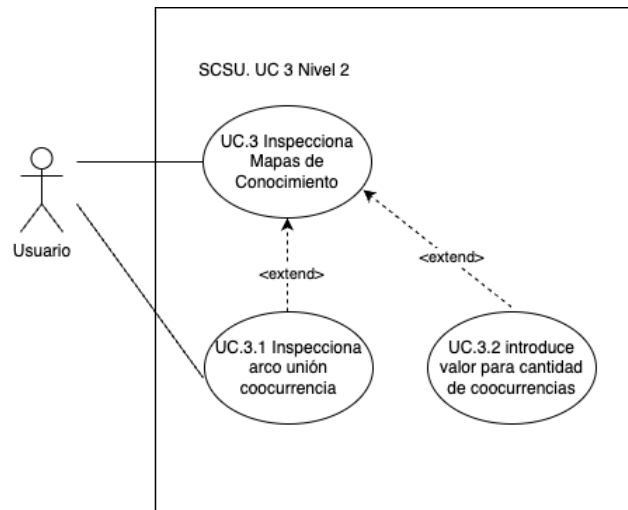 SCSU. UC 3 Nivel 2
UC.3 Inspecciona
Mapas de
Conocimiento
Usuario
<extend>
<extend>
UC.3.1 Inspecciona
arco unión
coocurrencia
UC.3.2 introduce
valor para cantidad
de coocurrencias